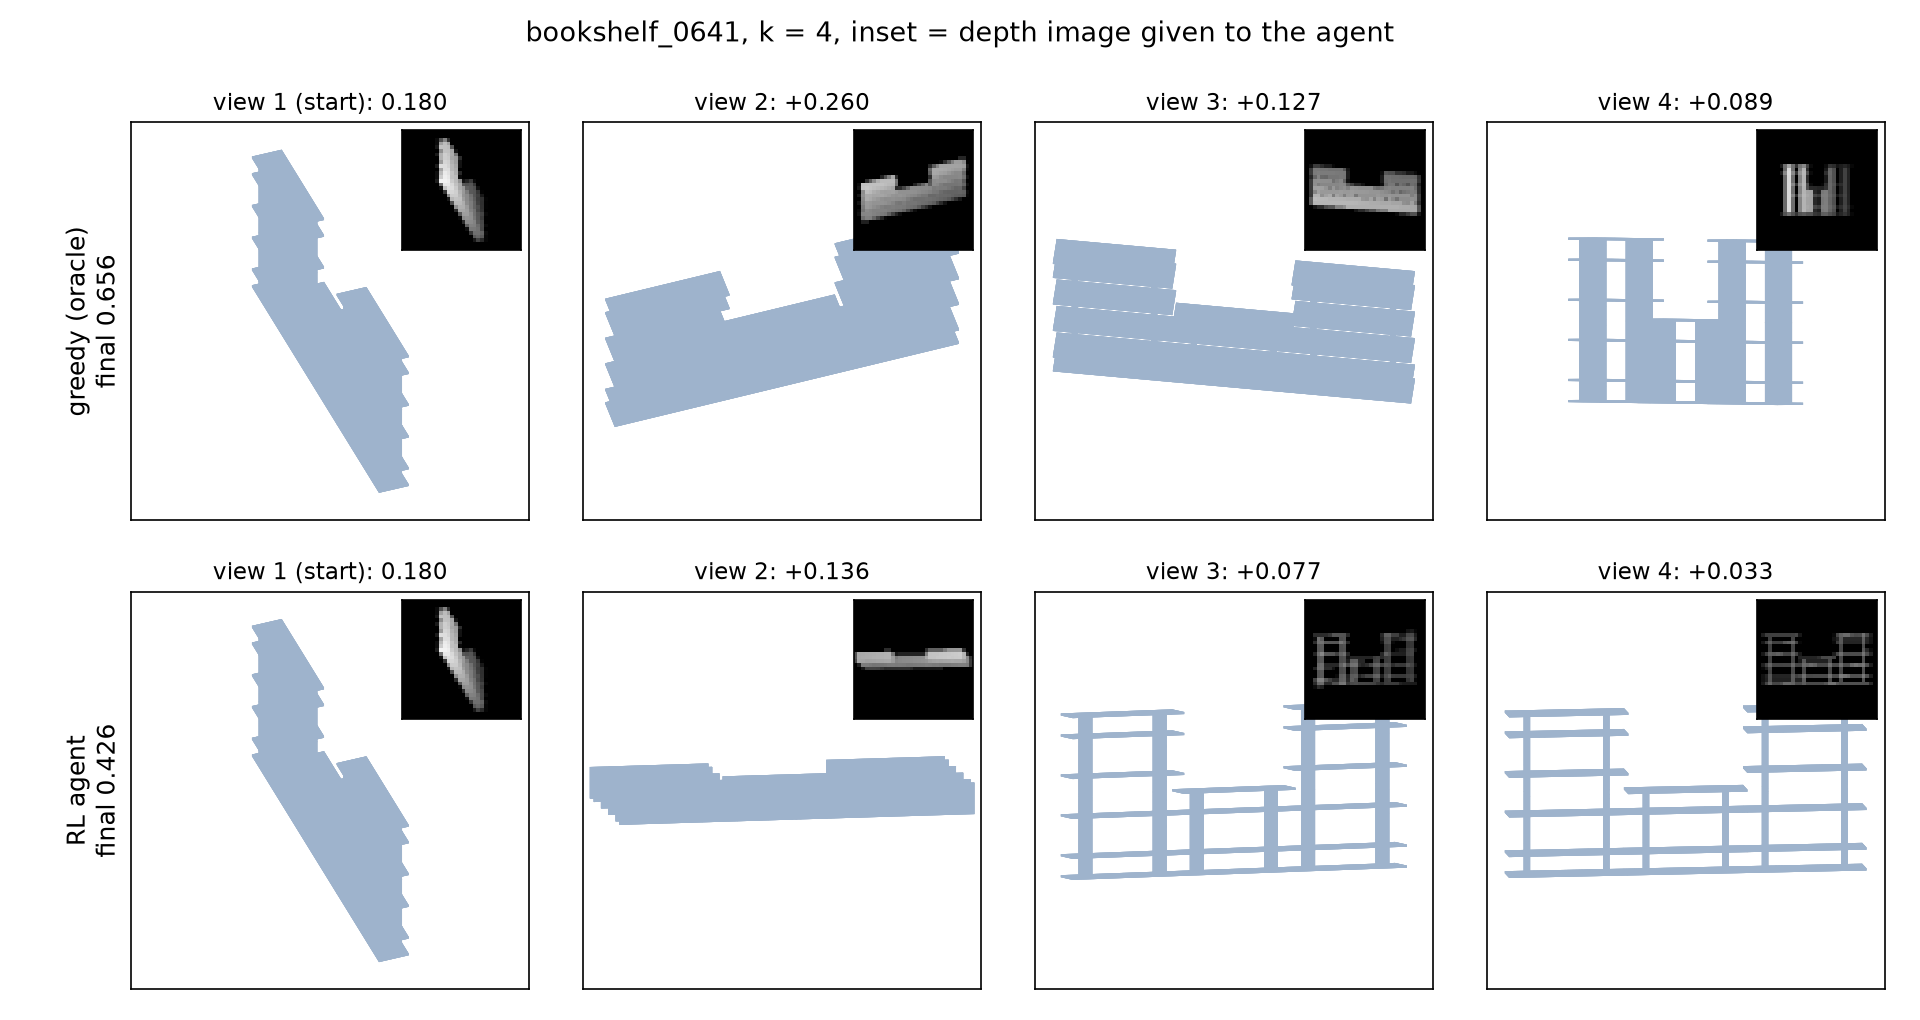 bookshelf_0641, k = 4, inset = depth image given to the agent
view 1 (start): 0.180
view 2: +0.260
view 3: +0.127
view 4: +0.089
greedy (oracle)
final 0.656
view 1 (start): 0.180
view 2: +0.136
view 3: +0.077
view 4: +0.033
RL agent
final 0.426